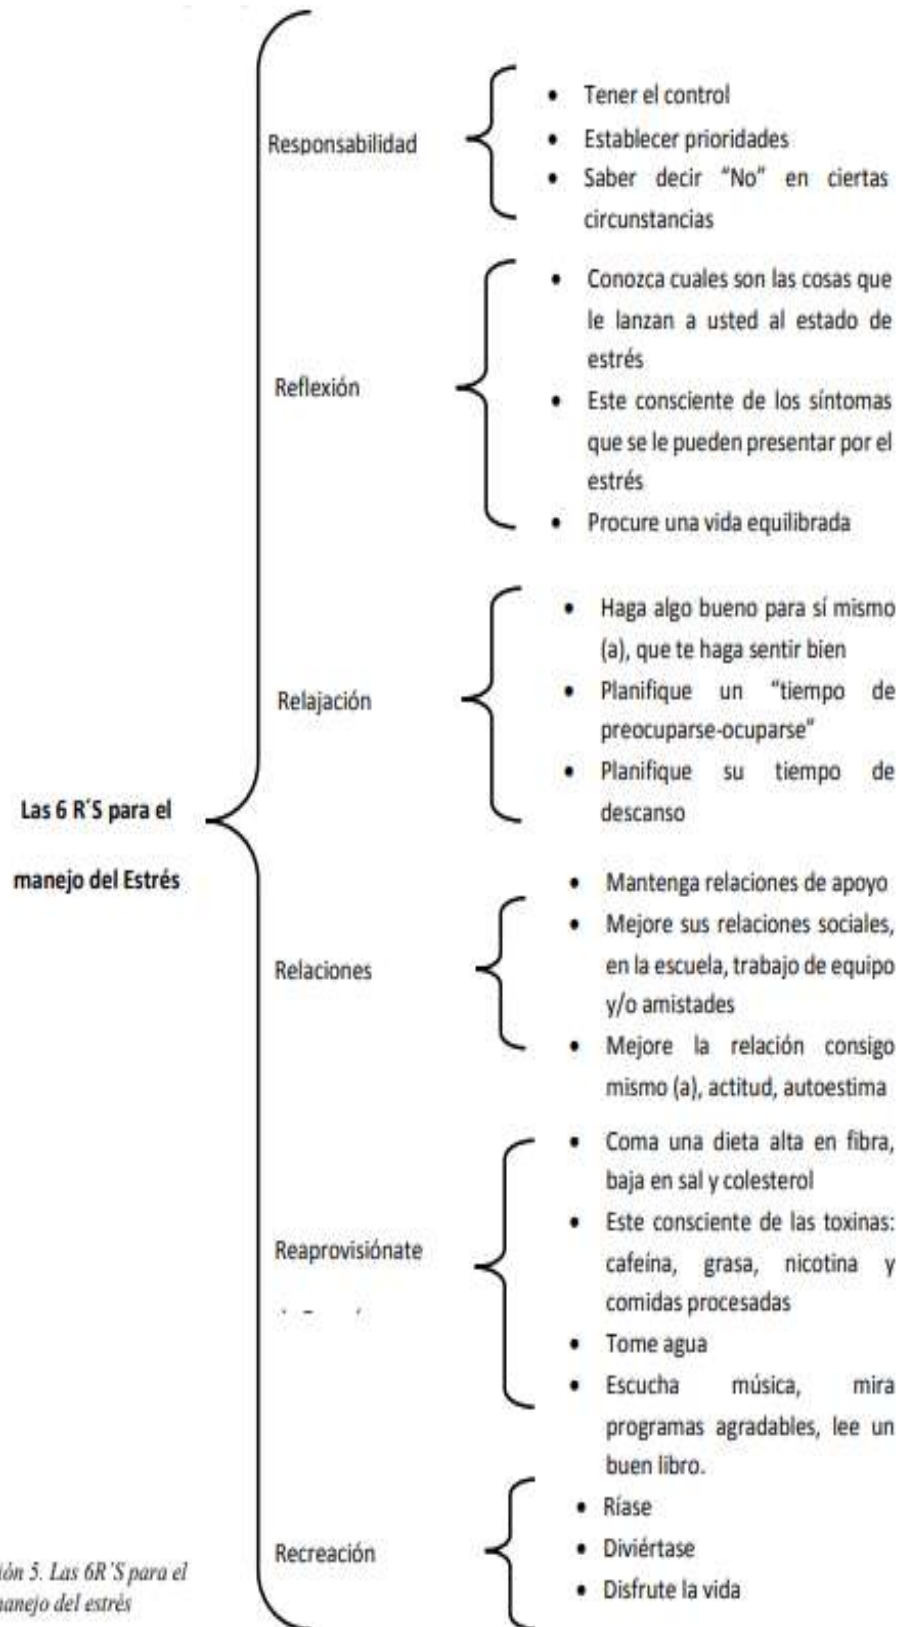 Las 6 R´S para el
manejo del Estrés
Responsabilidad
• Tener el control
• Establecer prioridades
• Saber decir “No” en ciertas
circunstancias
Reflexión
• Conozca cuales son las cosas que
le lanzan a usted al estado de
estrés
• Este consciente de los síntomas
que se le pueden presentar por el
estrés
• Procure una vida equilibrada
Relajación
• Haga algo bueno para sí mismo
(a), que te haga sentir bien
• Planifique un “tiempo de
preocuparse-ocuparse”
• Planifique su tiempo de
descanso
Relaciones
• Mantenga relaciones de apoyo
• Mejore sus relaciones sociales,
en la escuela, trabajo de equipo
y/o amistades
• Mejore la relación consigo
mismo (a), actitud, autoestima
Reaprovisiónate
• Coma una dieta alta en fibra,
baja en sal y colesterol
• Este consciente de las toxinas:
cafeína, grasa, nicotina y
comidas procesadas
• Tome agua
• Escucha música, mira
programas agradables, lee un
buen libro.
Recreación
• Ríase
• Diviértase
• Disfrute la vida
ión 5. Las 6R´S para el
manejo del estrés